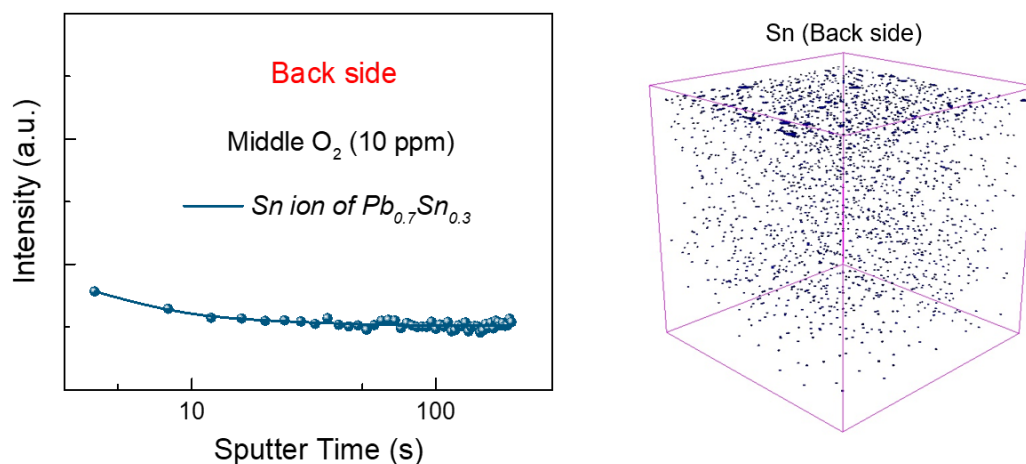 Back side
Middle O₂ (10 ppm)
Sn ion of Pb₀.₇Sn₀.₃
Intensity (a.u.)
10
100
Sputter Time (s)
Sn (Back side)